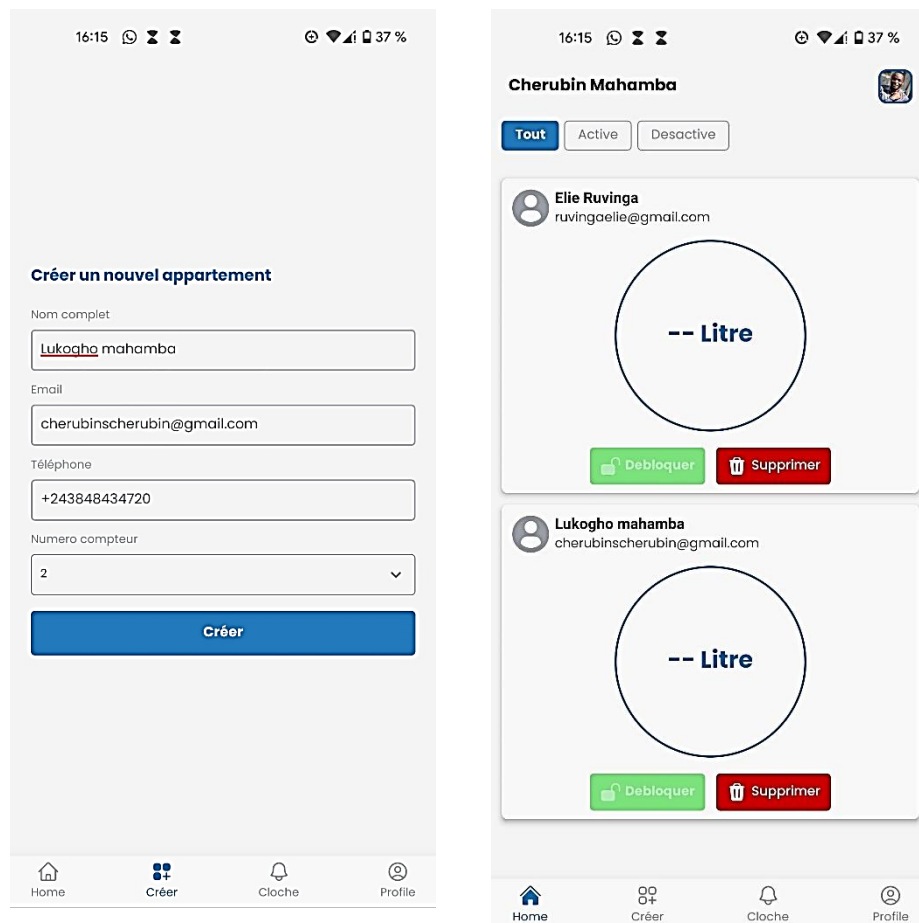 16:15 37 %
Créer un nouvel appartement
Nom complet
Lukogho mahamba
Email
cherubinscherubin@gmail.com
Téléphone
+243848434720
Numero compteur
2
Créer
Home Créer Cloche Profile
16:15 37 %
Cherubin Mahamba
Tout Active Desactive
Elie Ruvinga
ruvingaelie@gmail.com
-- Litre
Debloquer Supprimer
Lukogho mahamba
cherubinscherubin@gmail.com
-- Litre
Debloquer Supprimer
Home Créer Cloche Profile